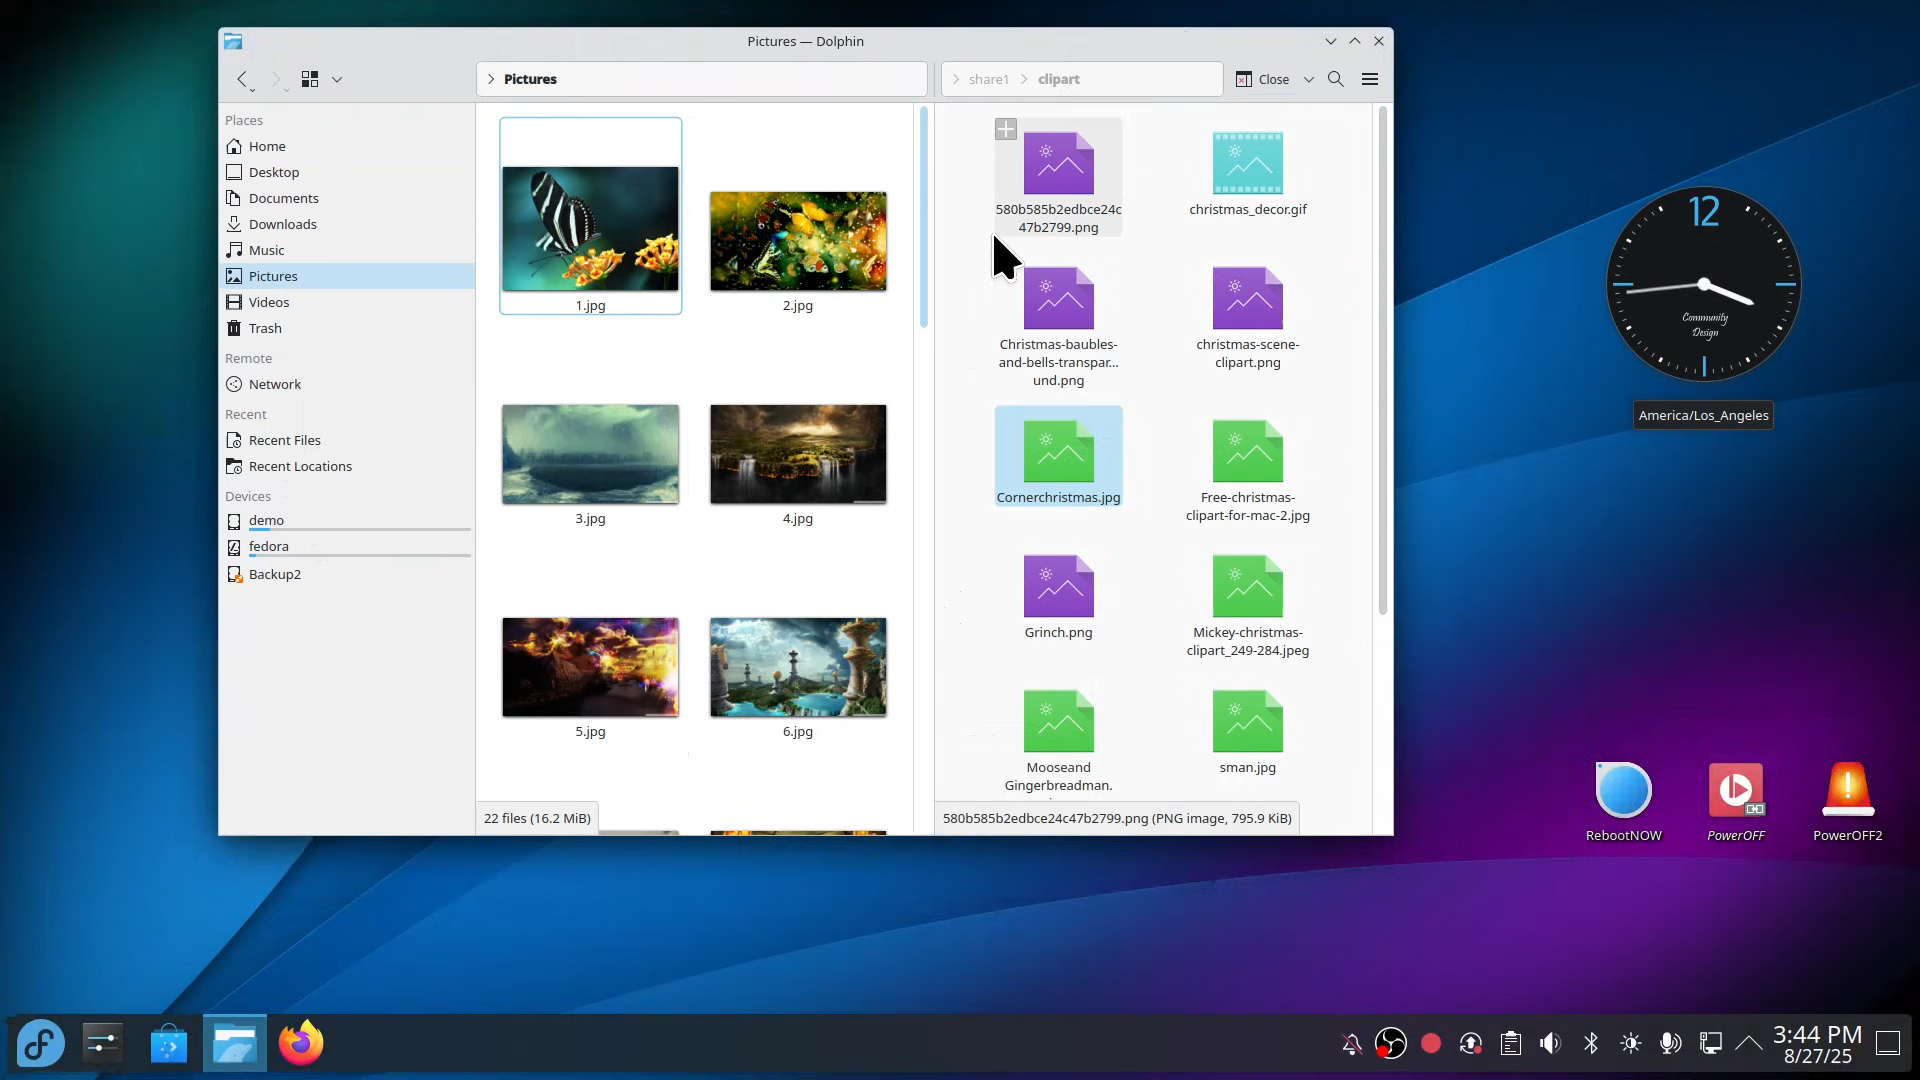 Pictures — Dolphin
Pictures
share1
clipart
Close
Places
Home
Desktop
Documents
Downloads
Music
Pictures
Videos
Trash
Remote
Network
Recent
Recent Files
Recent Locations
Devices
demo
fedora
Backup2
1.jpg
2.jpg
3.jpg
4.jpg
5.jpg
6.jpg
22 files (16.2 MiB)
580b585b2edbce24c
47b2799.png
christmas_decor.gif
Christmas-baubles-
and-bells-transpar...
und.png
christmas-scene-
clipart.png
Cornerchristmas.jpg
Free-christmas-
clipart-for-mac-2.jpg
Grinch.png
Mickey-christmas-
clipart_249-284.jpeg
Mooseand
Gingerbreadman.
sman.jpg
580b585b2edbce24c47b2799.png (PNG image, 795.9 KiB)
12
Community
Design
America/Los_Angeles
RebootNOW
PowerOFF
PowerOFF2
3:44 PM
8/27/25